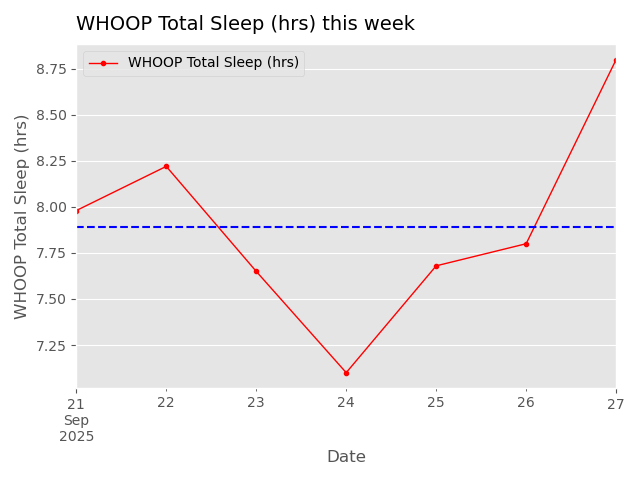 WHOOP Total Sleep (hrs) this week
WHOOP Total Sleep (hrs)
WHOOP Total Sleep (hrs)
8.75
8.50
8.25
8.00
7.75
7.50
7.25
21 22 23 24 25 26 27
Sep
2025
Date